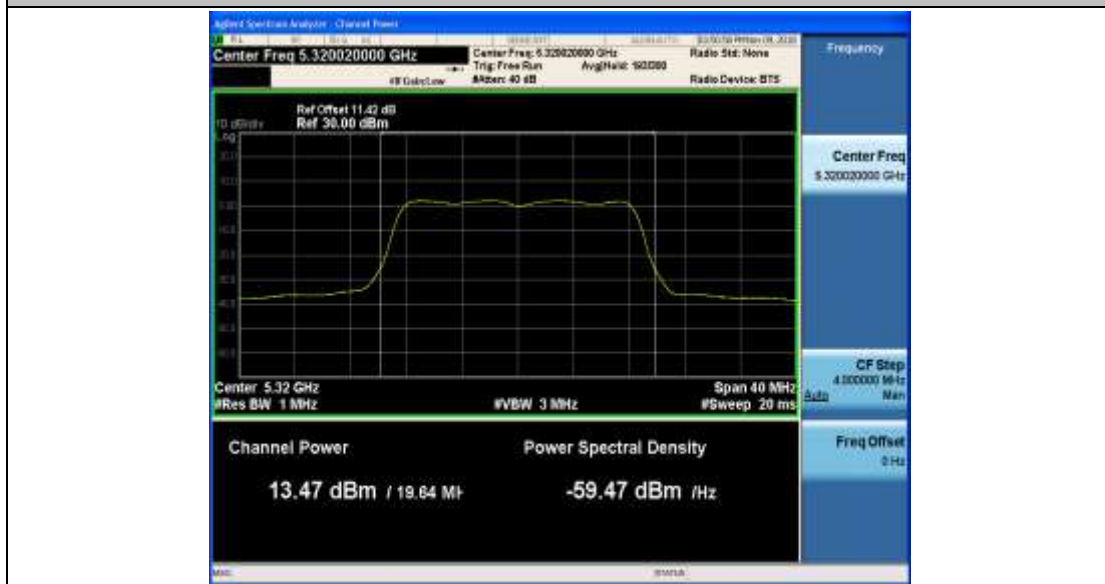 Agilent Spectrum Analyzer - Channel Power
Center Freq 5.320020000 GHz
Center Freq: 5.320020000 GHz
Radio Std: None
Trig: Free Run Avg|Hold:
#IFGain:Low
#Atten: 40 dB
Radio Device: BTS
Ref Offset 11.42 dB
10 dB/div Ref 30.00 dBm
Log
Center 5.32 GHz
Span 40 MHz
#Res BW 1 MHz
#VBW 3 MHz
#Sweep 20 ms
Channel Power
Power Spectral Density
13.47 dBm / 19.64 MH
-59.47 dBm /Hz
Frequency
Center Freq
5.320020000 GHz
CF Step
4.000000 MHz
Auto Man
Freq Offset
0 Hz
MSG
STATUS